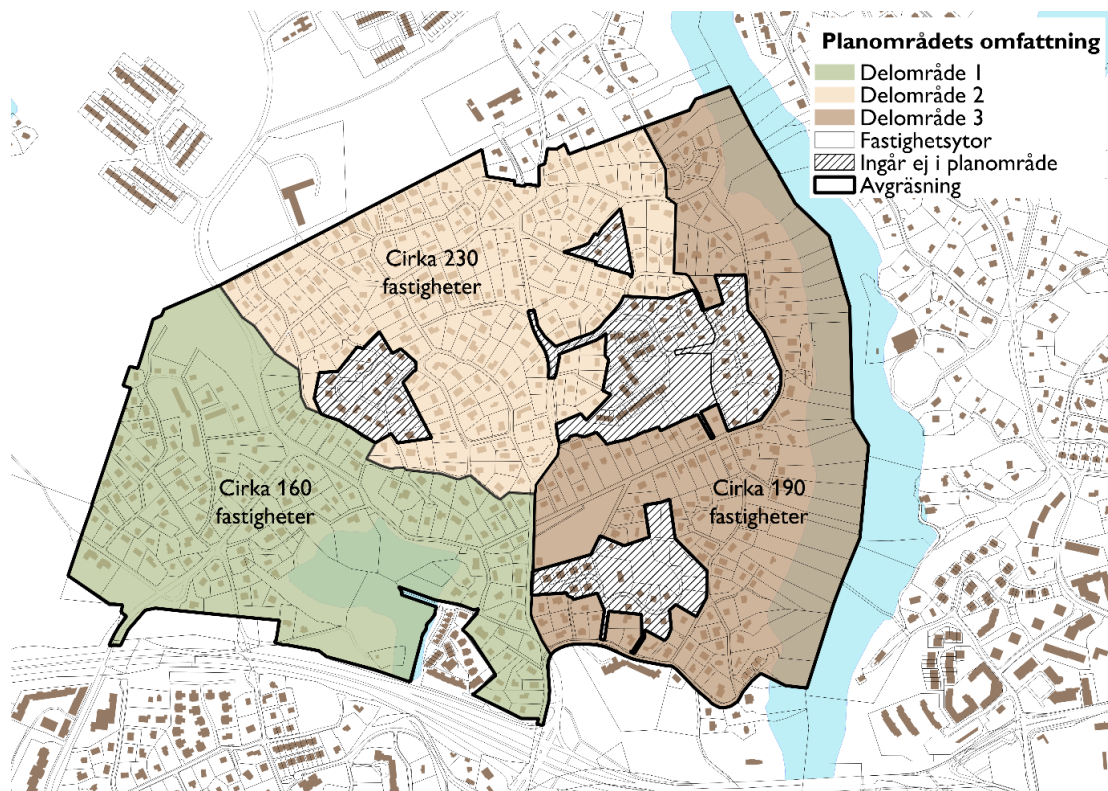 Planområdets omfattning
Delområde 1
Delområde 2
Delområde 3
Fastighetsytor
Ingår ej i planområde
Avgräsning
Cirka 230
fastigheter
Cirka 160
fastigheter
Cirka 190
fastigheter